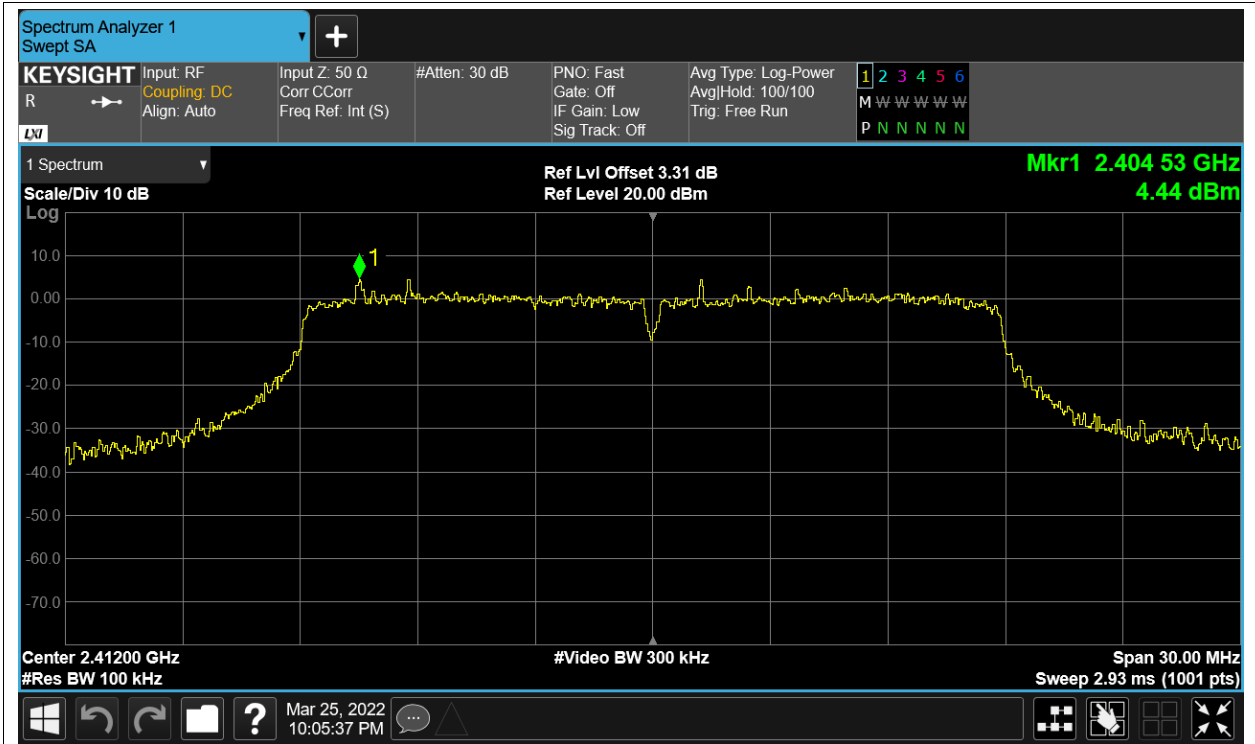 Spectrum Analyzer 1
Swept SA
+
KEYSIGHT
R
LXI
Input: RF
Coupling: DC
Align: Auto
Input Z: 50 Ω
Corr CCorr
Freq Ref: Int (S)
#Atten: 30 dB
PNO: Fast
Gate: Off
IF Gain: Low
Sig Track: Off
Avg Type: Log-Power
Avg|Hold: 100/100
Trig: Free Run
1 2 3 4 5 6
M W W W W W
P N N N N N
1 Spectrum
Scale/Div 10 dB
Log
Ref Lvl Offset 3.31 dB
Ref Level 20.00 dBm
Mkr1 2.404 53 GHz
4.44 dBm
1
10.0
0.00
-10.0
-20.0
-30.0
-40.0
-50.0
-60.0
-70.0
Center 2.41200 GHz
#Video BW 300 kHz
Span 30.00 MHz
#Res BW 100 kHz
Sweep 2.93 ms (1001 pts)
?
Mar 25, 2022
10:05:37 PM